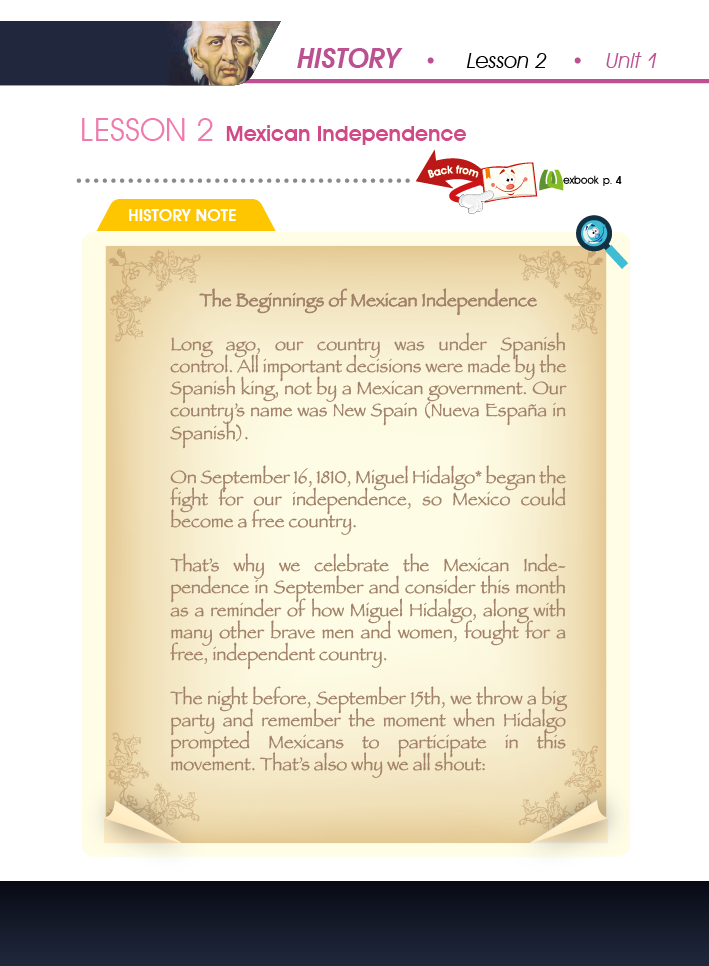 HISTORY • Lesson 2 • Unit 1
LESSON 2 Mexican Independence
Back from
exbook p. 4
HISTORY NOTE
The Beginnings of Mexican Independence
Long ago, our country was under Spanish
control. All important decisions were made by the
Spanish king, not by a Mexican government. Our
country's name was New Spain (Nueva España in
Spanish).
On September 16, 1810, Miguel Hidalgo* began the
fight for our independence, so Mexico could
become a free country.
That's why we celebrate the Mexican Inde-
pendence in September and consider this month
as a reminder of how Miguel Hidalgo, along with
many other brave men and women, fought for a
free, independent country.
The night before, September 15th, we throw a big
party and remember the moment when Hidalgo
prompted Mexicans to participate in this
movement. That's also why we all shout: